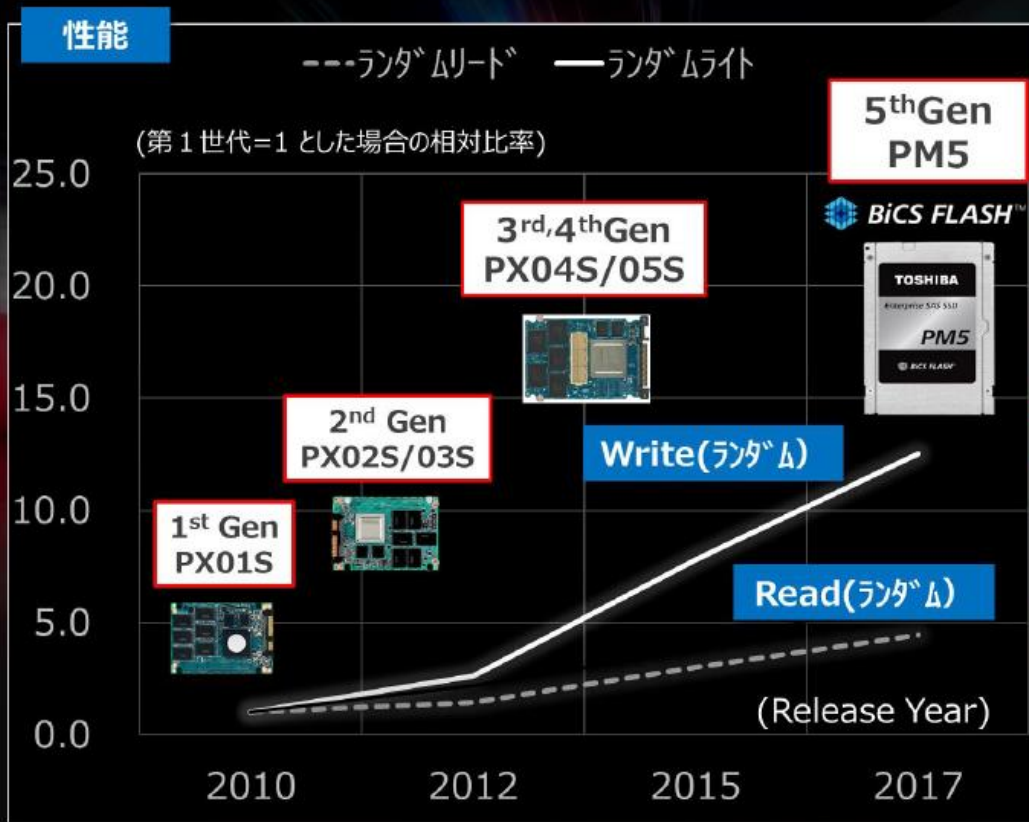 性能
---ﾗﾝﾀﾞﾑﾘｰﾄﾞ ━ﾗﾝﾀﾞﾑﾗｲﾄ
(第１世代=1 とした場合の相対比率)
25.0
20.0
15.0
10.0
5.0
0.0
5thGen
PM5
BiCS FLASH™
TOSHIBA
Enterprise SAS SSD
PM5
BiCS FLASH
3rd,4thGen
PX04S/05S
2nd Gen
PX02S/03S
1st Gen
PX01S
Write(ﾗﾝﾀﾞﾑ)
Read(ﾗﾝﾀﾞﾑ)
(Release Year)
2010 2012 2015 2017